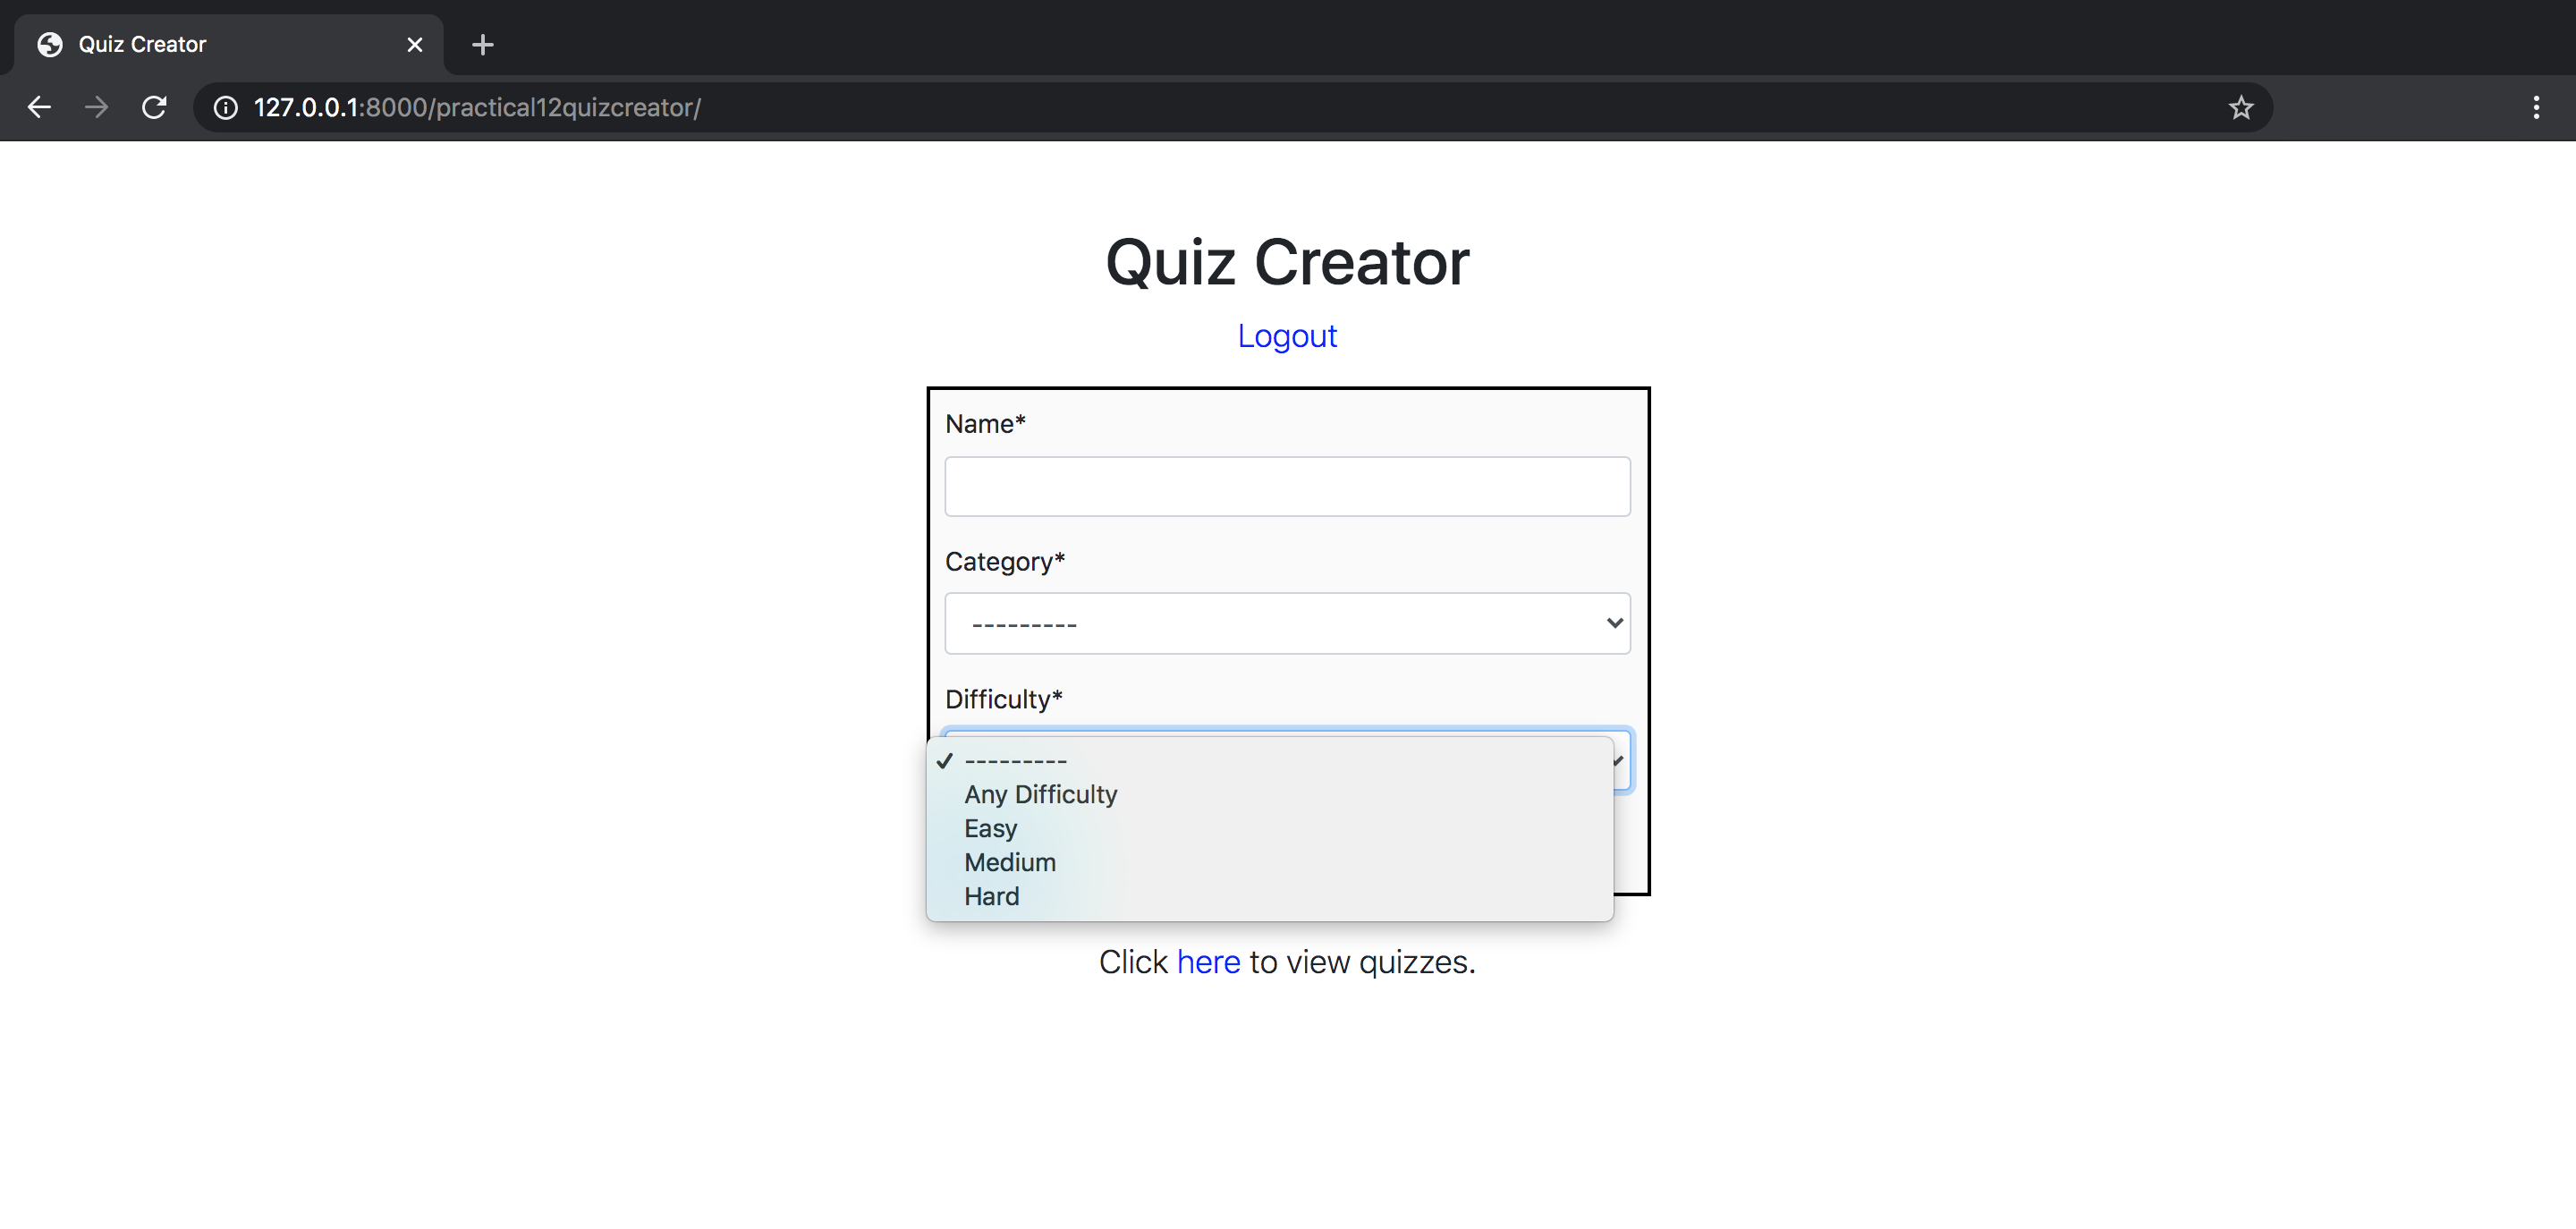 Quiz Creator
127.0.0.1:8000/practical12quizcreator/
Quiz Creator
Logout
Name*
Category*
---------
Difficulty*
---------
Any Difficulty
Easy
Medium
Hard
Click here to view quizzes.